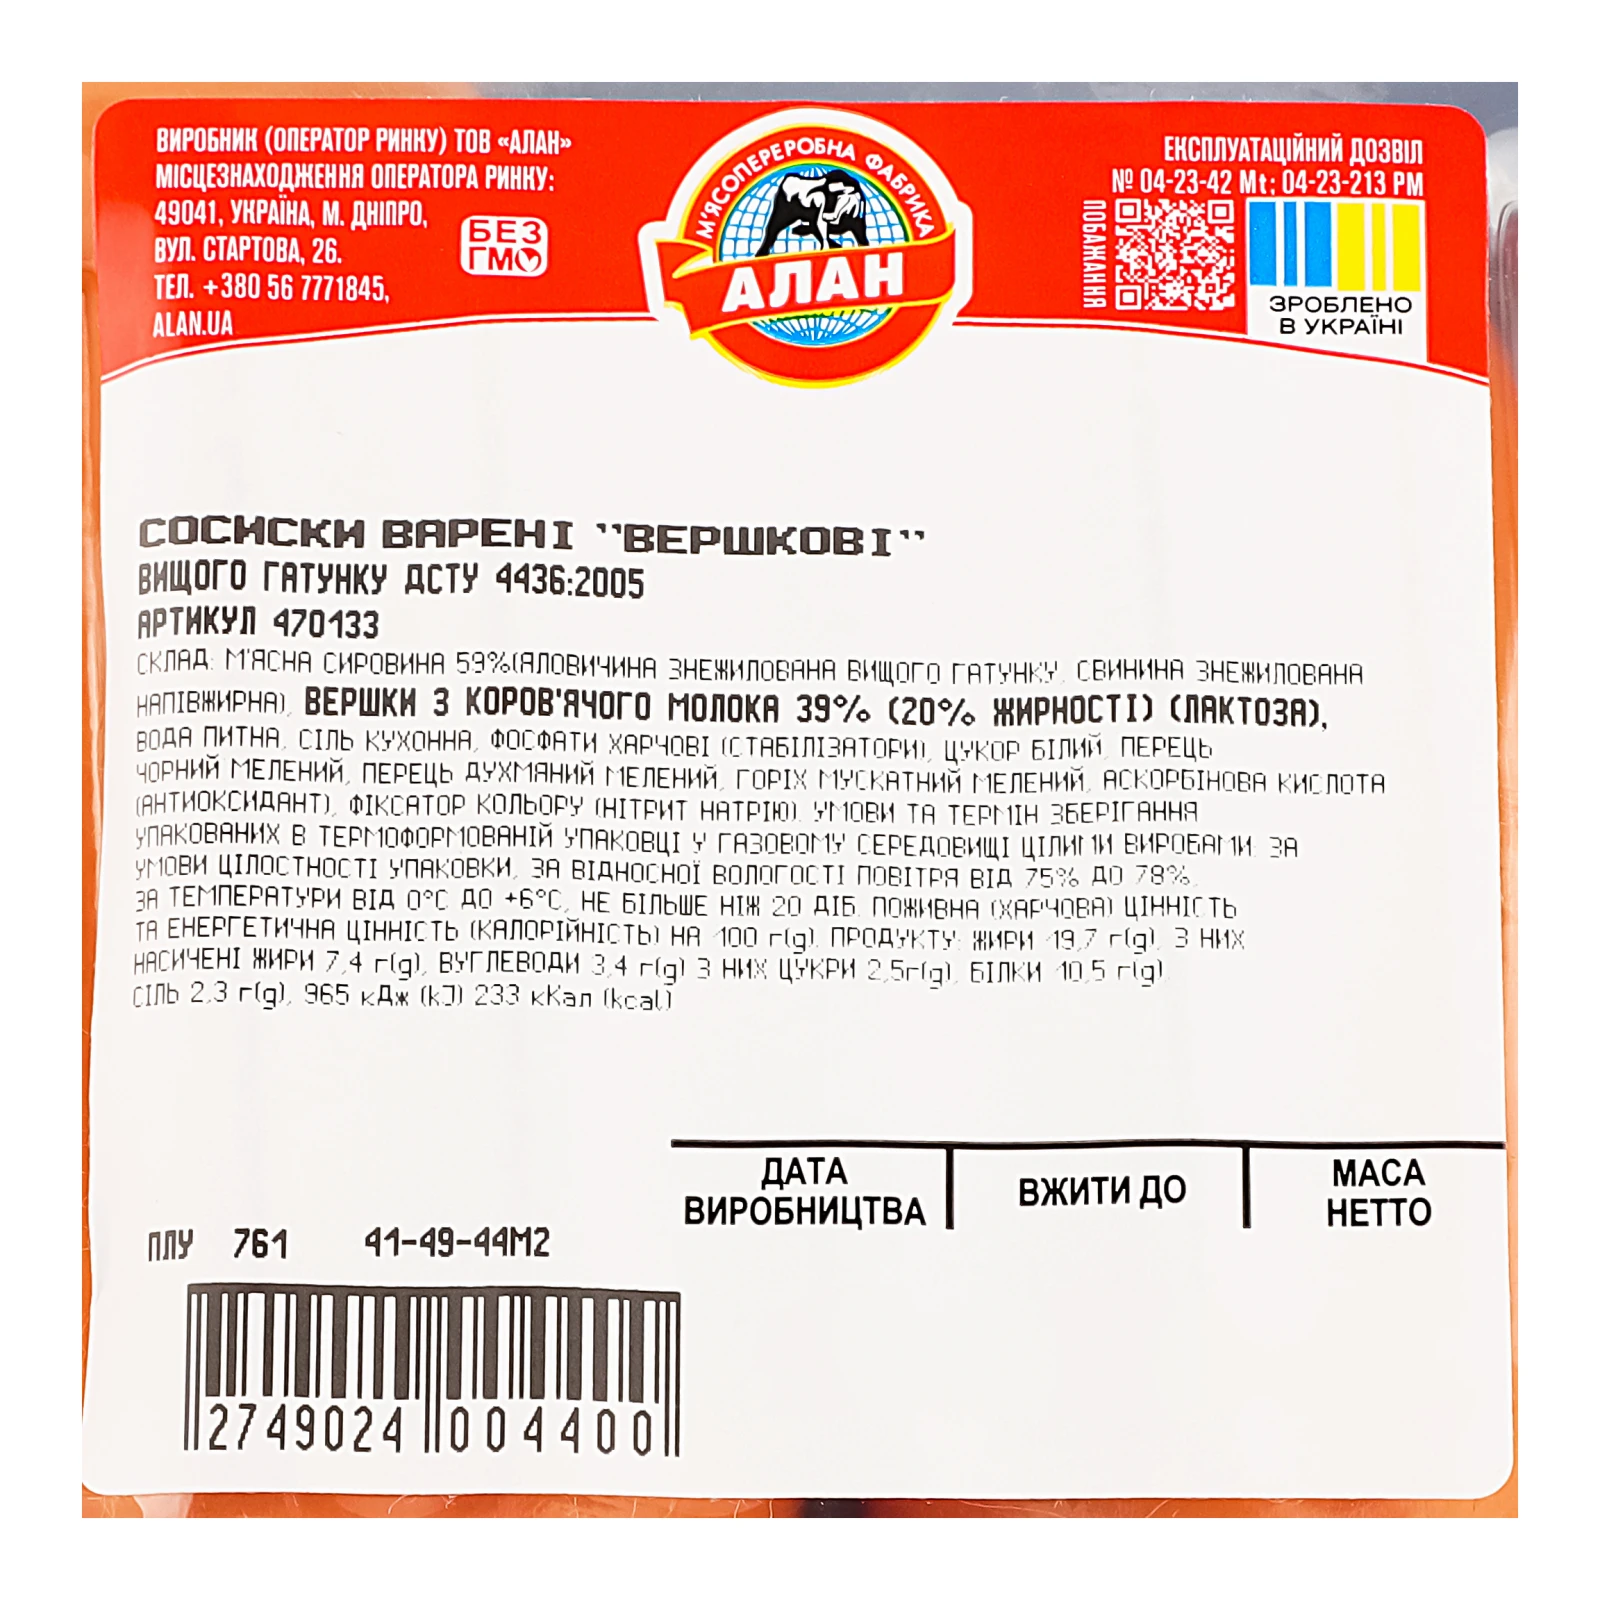 ВИРОБНИК (ОПЕРАТОР РИНКУ) ТОВ «АЛАН»
МІСЦЕЗНАХОДЖЕННЯ ОПЕРАТОРА РИНКУ:
49041, УКРАЇНА, М. ДНІПРО,
ВУЛ. СТАРТОВА, 26.
ТЕЛ. +380 56 7771845,
ALAN.UA
БЕЗ
ГМО
М'ЯСОПЕРЕРОБНА ФАБРИКА
АЛАН
ЕКСПЛУАТАЦІЙНИЙ ДОЗВІЛ
№ 04-23-42 Mt; 04-23-213 РМ
ПОБАЖАННЯ
ЗРОБЛЕНО
В УКРАЇНІ
СОСИСКИ ВАРЕНІ "ВЕРШКОВІ"
ВИЩОГО ГАТУНКУ ДСТУ 4436:2005
АРТИКУЛ 470133
СКЛАД: М'ЯСНА СИРОВИНА 59%(ЯЛОВИЧИНА ЗНЕЖИЛОВАНА ВИЩОГО ГАТУНКУ, СВИНИНА ЗНЕЖИЛОВАНА
НАПІВЖИРНА), ВЕРШКИ З КОРОВ'ЯЧОГО МОЛОКА 39% (20% ЖИРНОСТІ) (ЛАКТОЗА),
ВОДА ПИТНА, СІЛЬ КУХОННА, ФОСФАТИ ХАРЧОВІ (СТАБІЛІЗАТОРИ), ЦУКОР БІЛИЙ, ПЕРЕЦЬ
ЧОРНИЙ МЕЛЕНИЙ, ПЕРЕЦЬ ДУХМЯНИЙ МЕЛЕНИЙ, ГОРІХ МУСКАТНИЙ МЕЛЕНИЙ, АСКОРБІНОВА КИСЛОТА
(АНТИОКСИДАНТ), ФІКСАТОР КОЛЬОРУ (НІТРИТ НАТРІЮ). УМОВИ ТА ТЕРМІН ЗБЕРІГАННЯ
УПАКОВАНИХ В ТЕРМОФОРМОВАНІЙ УПАКОВЦІ У ГАЗОВОМУ СЕРЕДОВИЩІ ЦІЛИМИ ВИРОБАМИ: ЗА
УМОВИ ЦІЛОСТНОСТІ УПАКОВКИ, ЗА ВІДНОСНОЇ ВОЛОГОСТІ ПОВІТРЯ ВІД 75% ДО 78%,
ЗА ТЕМПЕРАТУРИ ВІД 0°С ДО +6°С, НЕ БІЛЬШЕ НІЖ 20 ДІБ. ПОЖИВНА (ХАРЧОВА) ЦІННІСТЬ
ТА ЕНЕРГЕТИЧНА ЦІННІСТЬ (КАЛОРІЙНІСТЬ) НА 100 г(g). ПРОДУКТУ: ЖИРИ 19,7 г(g), З НИХ
НАСИЧЕНІ ЖИРИ 7,4 г(g), ВУГЛЕВОДИ 3,4 г(g) З НИХ ЦУКРИ 2,5г(g), БІЛКИ 10,5 г(g),
СІЛЬ 2,3 г(g), 965 кДж (kJ) 233 кКал (kcal)
ДАТА
ВИРОБНИЦТВА
ВЖИТИ ДО
МАСА
НЕТТО
ПЛУ 761 41-49-44М2
2749024 004400